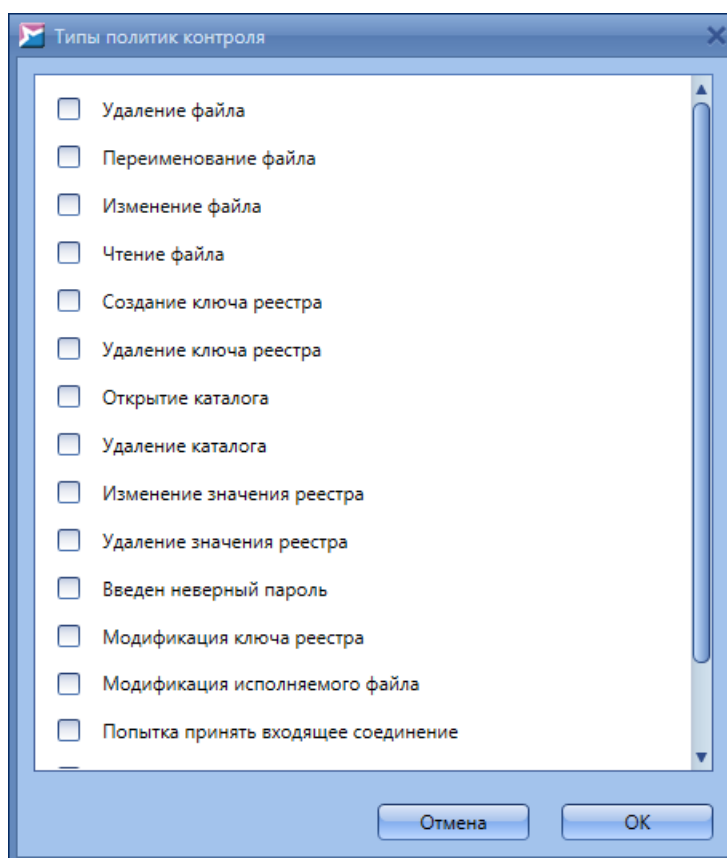 Типы политик контроля
Удаление файла
Переименование файла
Изменение файла
Чтение файла
Создание ключа реестра
Удаление ключа реестра
Открытие каталога
Удаление каталога
Изменение значения реестра
Удаление значения реестра
Введен неверный пароль
Модификация ключа реестра
Модификация исполняемого файла
Попытка принять входящее соединение
Отмена
ОК